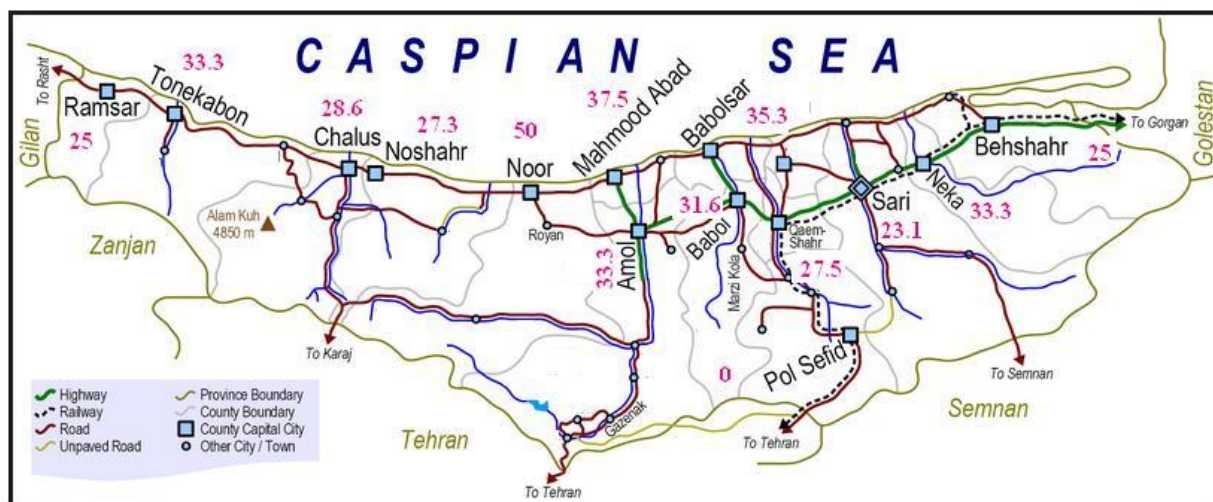 CASPIAN SEA
33.3
To Rasht
Tonekabon
Ramsar
25
Gilan
28.6
Chalus
27.3
Noshahr
50
Noor
37.5
Mahmood Abad
Babolsar
35.3
To Gorgan
Golestan
Behshahr
25
Neka
33.3
Sari
23.1
Alam Kuh
4850 m
Zanjan
Royan
Amol
33.3
31.6
Babol
Marzi Kola
Qaem-
Shahr
27.5
Pol Sefid
0
To Karaj
To Semnan
Semnan
Gazenak
Tehran
To Tehran
To Tehran
Highway
Railway
Road
Unpaved Road
Province Boundary
County Boundary
County Capital City
Other City / Town